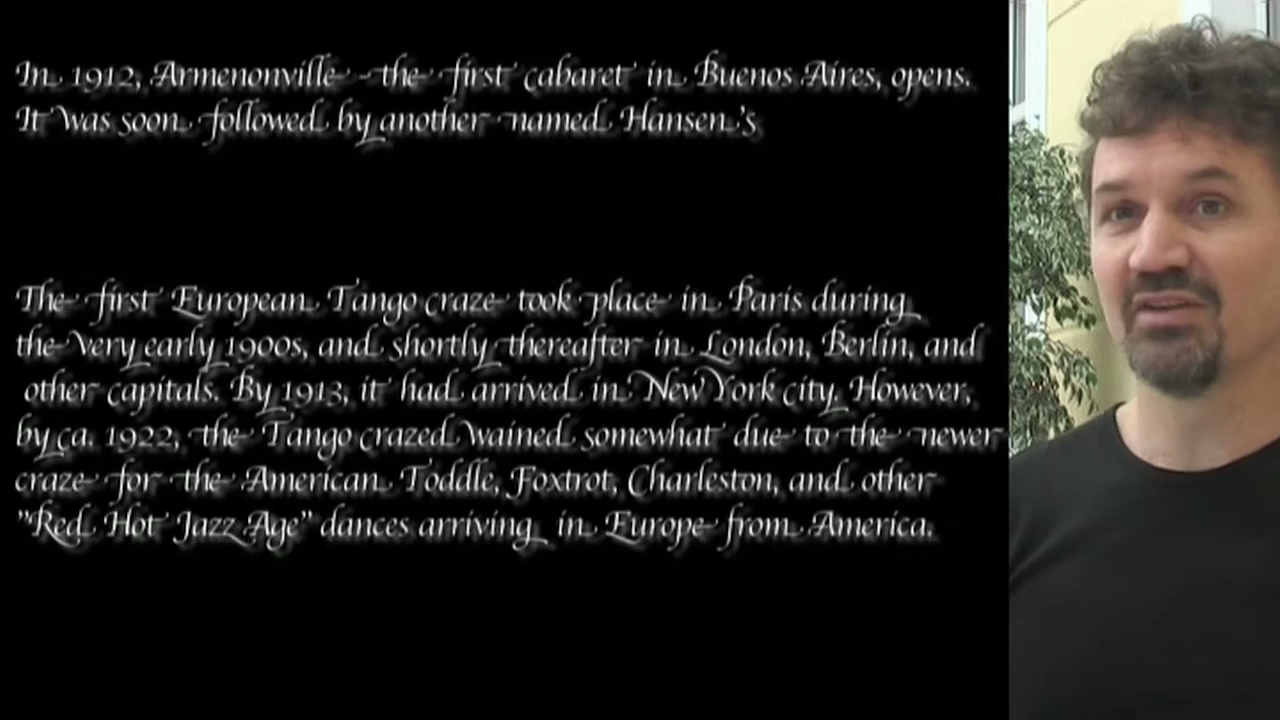 In 1912, Armenonville - the first cabaret in Buenos Aires, opens.
It was soon followed by another named Hansen's
The first European Tango craze took place in Paris during
the very early 1900s, and shortly thereafter in London, Berlin, and
other capitals. By 1913, it had arrived in New York city. However,
by ca. 1922, the Tango crazed wained somewhat due to the newer
craze for the American Toddle, Foxtrot, Charleston, and other
"Red Hot Jazz Age" dances arriving in Europe from America.